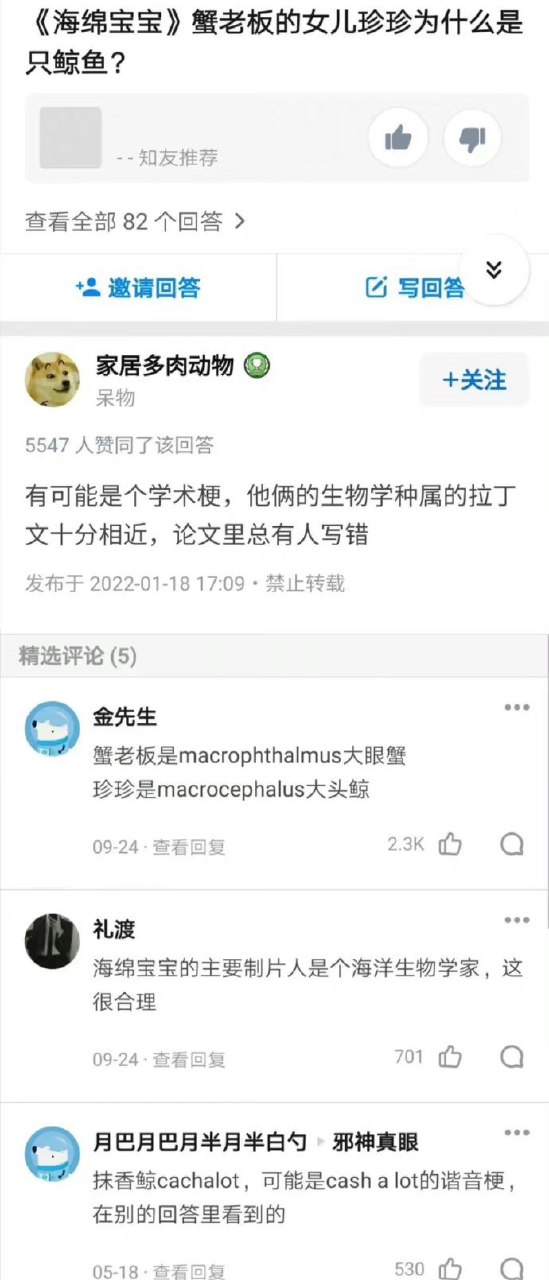 《海绵宝宝》蟹老板的女儿珍珍为什么是
只鲸鱼？
-- 知友推荐
查看全部 82 个回答 >
邀请回答
写回答
家居多肉动物
呆物
+关注
5547 人赞同了该回答
有可能是个学术梗，他俩的生物学种属的拉丁
文十分相近，论文里总有人写错
发布于 2022-01-18 17:09・禁止转载
精选评论 (5)
金先生
蟹老板是macrophthalmus大眼蟹
珍珍是macrocephalus大头鲸
09-24 · 查看回复
2.3K
礼渡
海绵宝宝的主要制片人是个海洋生物学家，这
很合理
09-24 · 查看回复
701
月巴月巴月半月半白勺 ▸ 邪神真眼
抹香鲸cachalot，可能是cash a lot的谐音梗，
在别的回答里看到的
05-18 · 查看回复
530